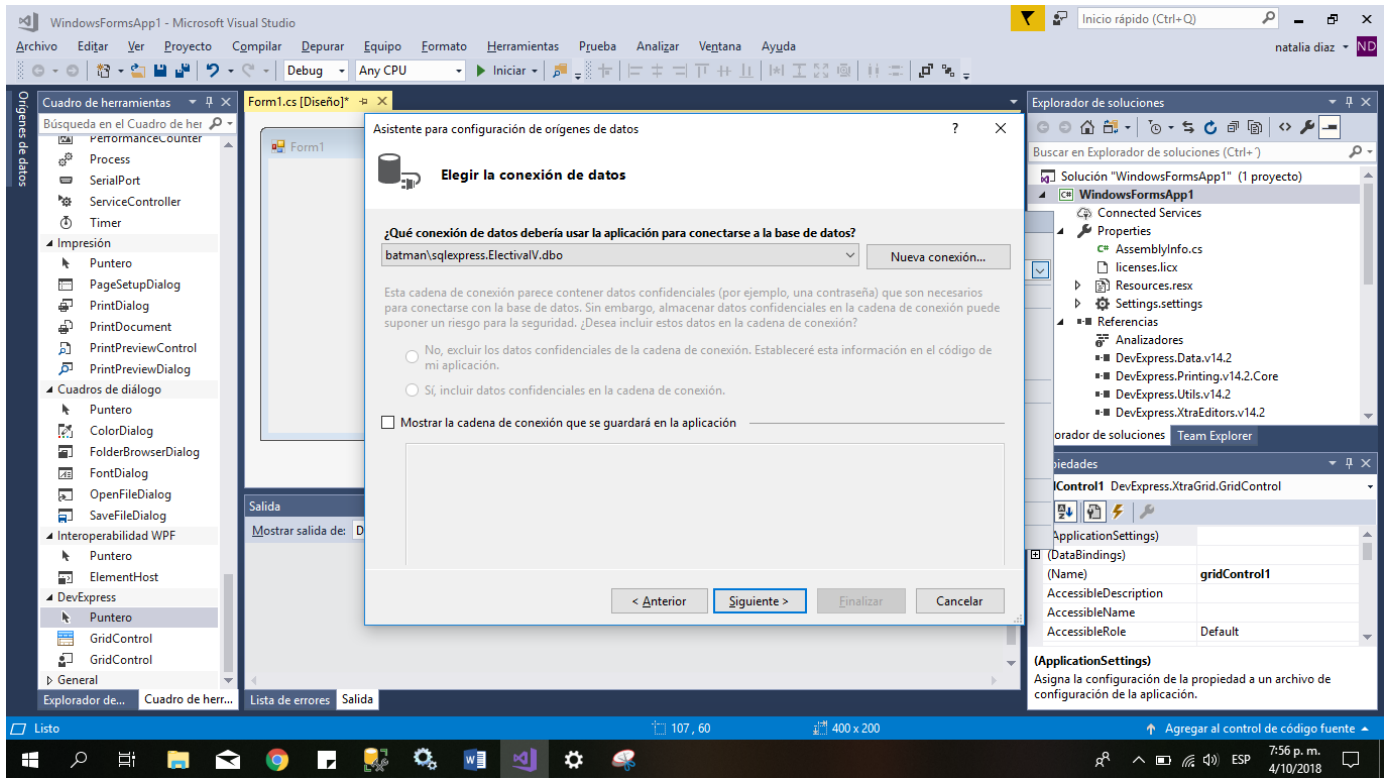 WindowsFormsApp1 - Microsoft Visual Studio
Inicio rápido (Ctrl+Q)
Archivo Editar Ver Proyecto Compilar Depurar Equipo Formato Herramientas Prueba Analizar Ventana Ayuda
natalia diaz ND
Debug Any CPU Iniciar
Orígenes de datos
Cuadro de herramientas
Búsqueda en el Cuadro de her
PerformanceCounter
Process
SerialPort
ServiceController
Timer
Impresión
Puntero
PageSetupDialog
PrintDialog
PrintDocument
PrintPreviewControl
PrintPreviewDialog
Cuadros de diálogo
Puntero
ColorDialog
FolderBrowserDialog
FontDialog
OpenFileDialog
SaveFileDialog
Interoperabilidad WPF
Puntero
ElementHost
DevExpress
Puntero
GridControl
GridControl
General
Explorador de... Cuadro de herr...
Form1.cs [Diseño]*
Form1
Asistente para configuración de orígenes de datos
?
Elegir la conexión de datos
¿Qué conexión de datos debería usar la aplicación para conectarse a la base de datos?
batman\sqlexpress.ElectivaIV.dbo
Nueva conexión...
Esta cadena de conexión parece contener datos confidenciales (por ejemplo, una contraseña) que son necesarios
para conectarse con la base de datos. Sin embargo, almacenar datos confidenciales en la cadena de conexión puede
suponer un riesgo para la seguridad. ¿Desea incluir estos datos en la cadena de conexión?
No, excluir los datos confidenciales de la cadena de conexión. Estableceré esta información en el código de
mi aplicación.
Sí, incluir datos confidenciales en la cadena de conexión.
Mostrar la cadena de conexión que se guardará en la aplicación
< Anterior Siguiente > Finalizar Cancelar
Salida
Mostrar salida de: D
Lista de errores Salida
Explorador de soluciones
Buscar en Explorador de soluciones (Ctrl+´)
Solución "WindowsFormsApp1" (1 proyecto)
WindowsFormsApp1
Connected Services
Properties
AssemblyInfo.cs
licenses.licx
Resources.resx
Settings.settings
Referencias
Analizadores
DevExpress.Data.v14.2
DevExpress.Printing.v14.2.Core
DevExpress.Utils.v14.2
DevExpress.XtraEditors.v14.2
orador de soluciones Team Explorer
piedades
lControl1 DevExpress.XtraGrid.GridControl
ApplicationSettings)
(DataBindings)
(Name) gridControl1
AccessibleDescription
AccessibleName
AccessibleRole Default
(ApplicationSettings)
Asigna la configuración de la propiedad a un archivo de
configuración de la aplicación.
Listo 107 , 60 400 x 200 Agregar al control de código fuente
ESP
7:56 p. m.
4/10/2018